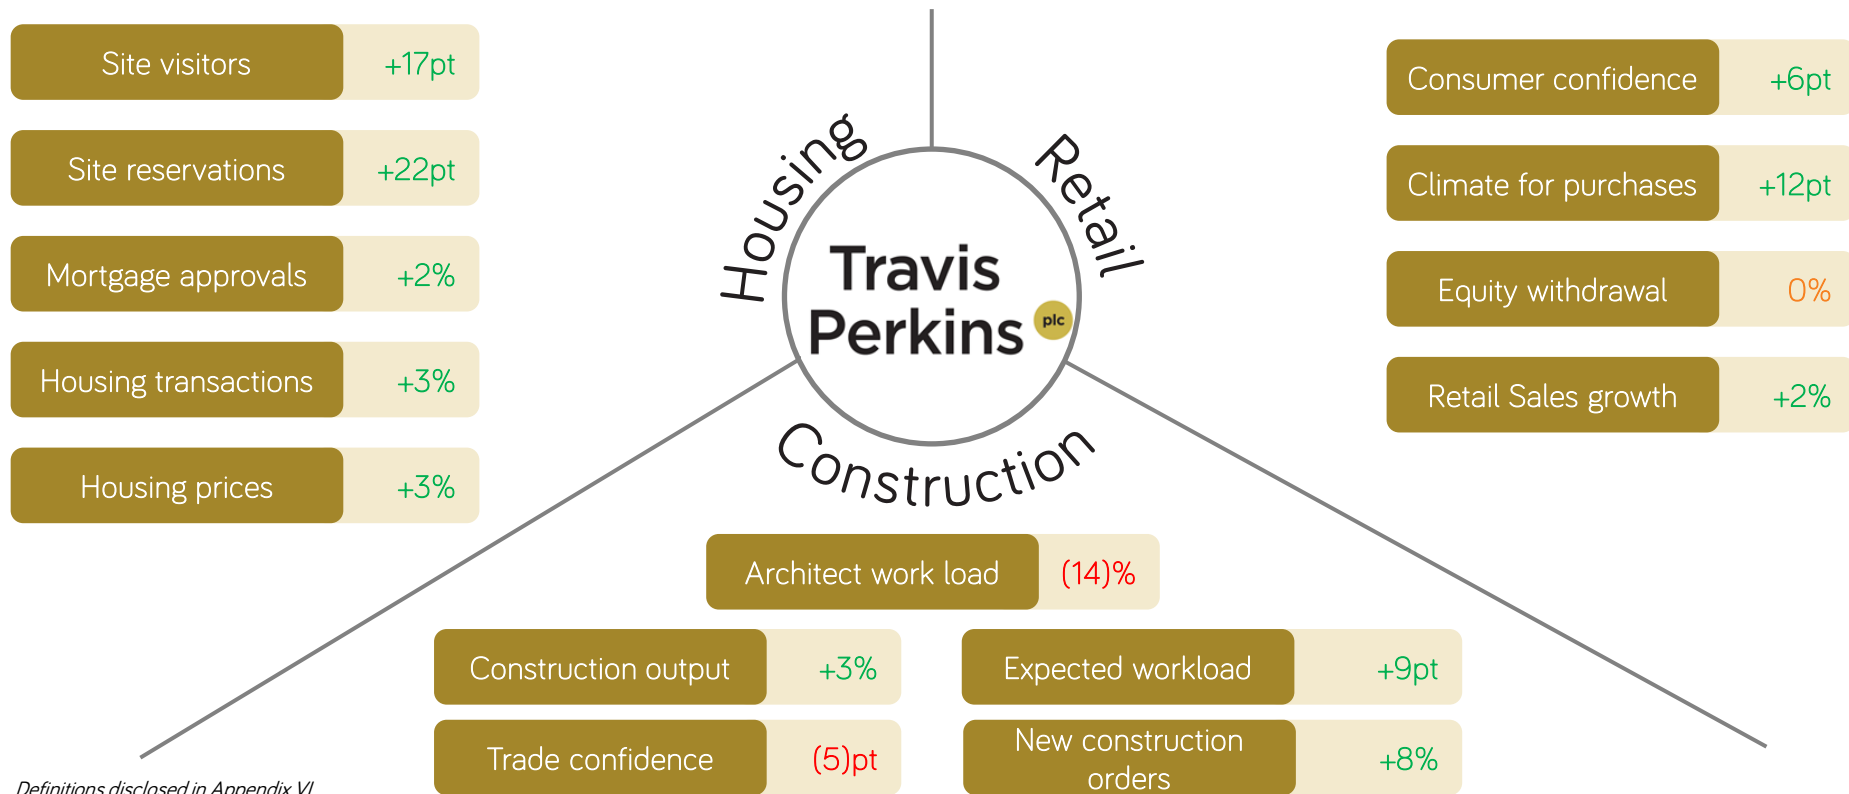 Site visitors +17pt
Site reservations +22pt
Mortgage approvals +2%
Housing transactions +3%
Housing prices +3%
Housing
Retail
Travis
Perkins plc
Construction
Consumer confidence +6pt
Climate for purchases +12pt
Equity withdrawal 0%
Retail Sales growth +2%
Architect work load (14)%
Construction output +3%
Expected workload +9pt
Trade confidence (5)pt
New construction
orders +8%
Definitions disclosed in Appendix VI